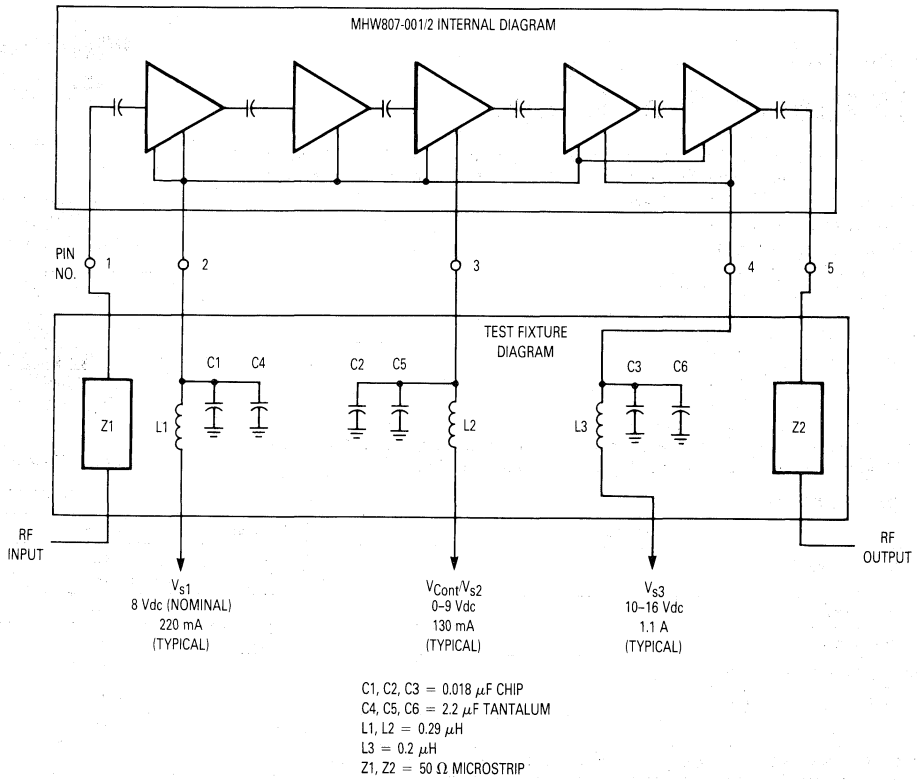 MHW807-001/2 INTERNAL DIAGRAM
PIN
NO.
1
2
3
4
5
TEST FIXTURE
DIAGRAM
C1
C4
C2
C5
C3
C6
Z1
L1
L2
L3
Z2
RF
INPUT
RF
OUTPUT
Vs1
8 Vdc (NOMINAL)
220 mA
(TYPICAL)
VCont/Vs2
0–9 Vdc
130 mA
(TYPICAL)
Vs3
10–16 Vdc
1.1 A
(TYPICAL)
C1, C2, C3 = 0.018 μF CHIP
C4, C5, C6 = 2.2 μF TANTALUM
L1, L2 = 0.29 μH
L3 = 0.2 μH
Z1, Z2 = 50 Ω MICROSTRIP